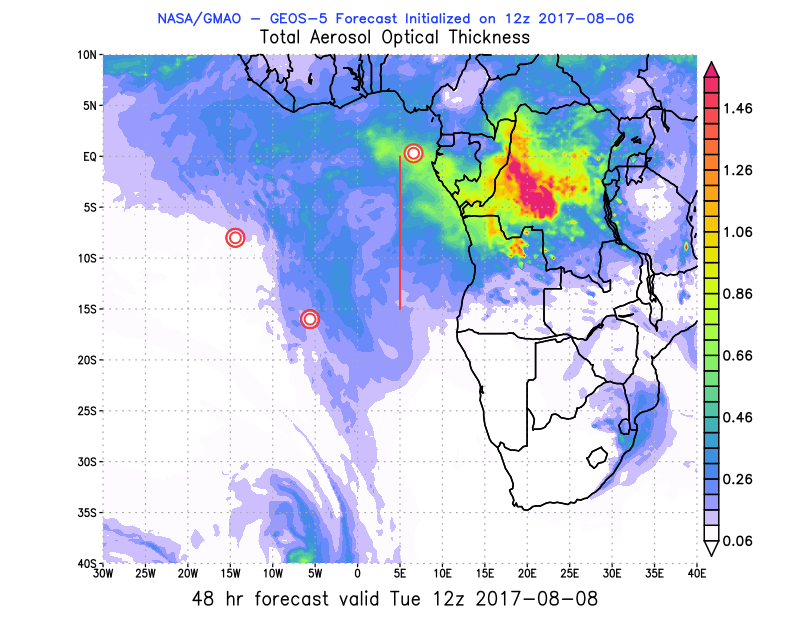 NASA/GMAO - GEOS-5 Forecast Initialized on 12z 2017-08-06
Total Aerosol Optical Thickness
10N
5N
EQ
5S
10S
15S
20S
25S
30S
35S
40S
30W 25W 20W 15W 10W 5W 0 5E 10E 15E 20E 25E 30E 35E 40E
1.46
1.26
1.06
0.86
0.66
0.46
0.26
0.06
48 hr forecast valid Tue 12z 2017-08-08